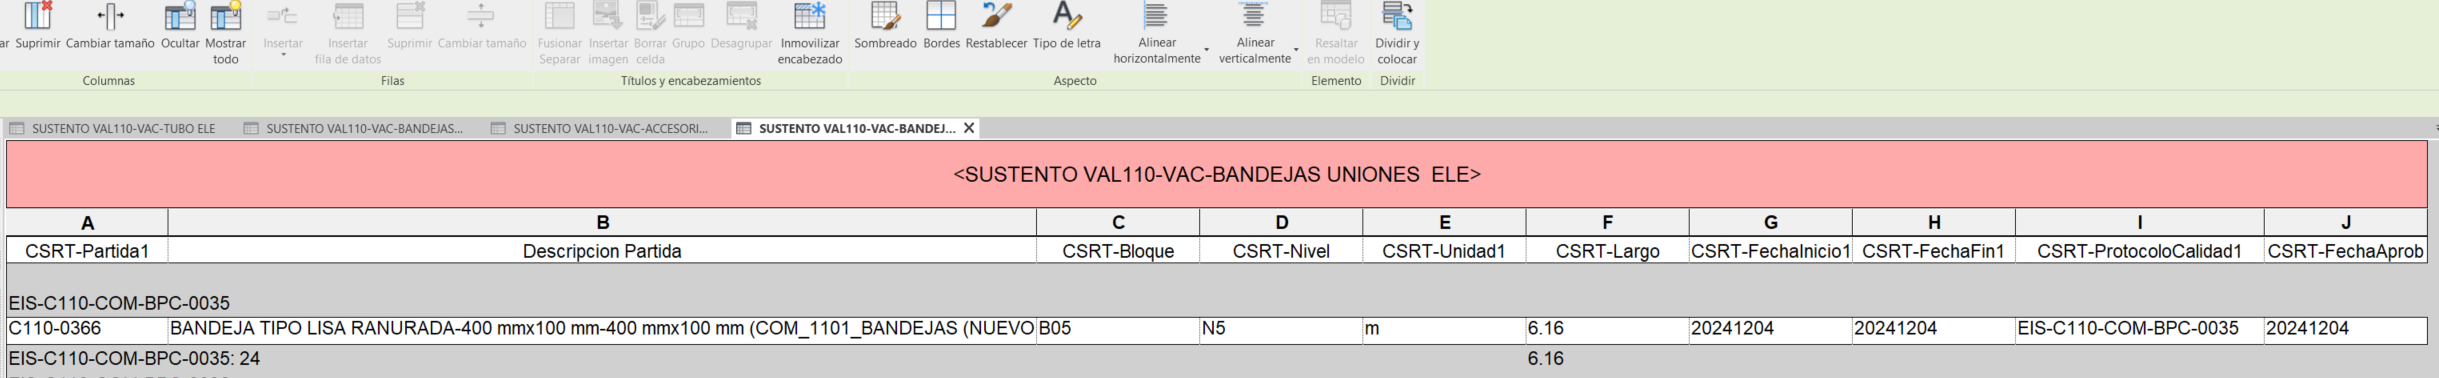 ar Suprimir Cambiar tamaño Ocultar Mostrar todo Insertar Insertar fila de datos Suprimir Cambiar tamaño Fusionar Separar Insertar imagen Borrar celda Grupo Desagrupar Inmovilizar encabezado Sombreado Bordes Restablecer Tipo de letra Alinear horizontalmente Alinear verticalmente Resaltar en modelo Dividir y colocar
Columnas Filas Títulos y encabezamientos Aspecto Elemento Dividir
SUSTENTO VAL110-VAC-TUBO ELE SUSTENTO VAL110-VAC-BANDEJAS... SUSTENTO VAL110-VAC-ACCESORI... SUSTENTO VAL110-VAC-BANDEJ... X
<SUSTENTO VAL110-VAC-BANDEJAS UNIONES ELE>
A B C D E F G H I J
CSRT-Partida1 Descripcion Partida CSRT-Bloque CSRT-Nivel CSRT-Unidad1 CSRT-Largo CSRT-FechaInicio1 CSRT-FechaFin1 CSRT-ProtocoloCalidad1 CSRT-FechaAprob
EIS-C110-COM-BPC-0035
C110-0366 BANDEJA TIPO LISA RANURADA-400 mmx100 mm-400 mmx100 mm (COM_1101_BANDEJAS (NUEVO B05 N5 m 6.16 20241204 20241204 EIS-C110-COM-BPC-0035 20241204
EIS-C110-COM-BPC-0035: 24 6.16